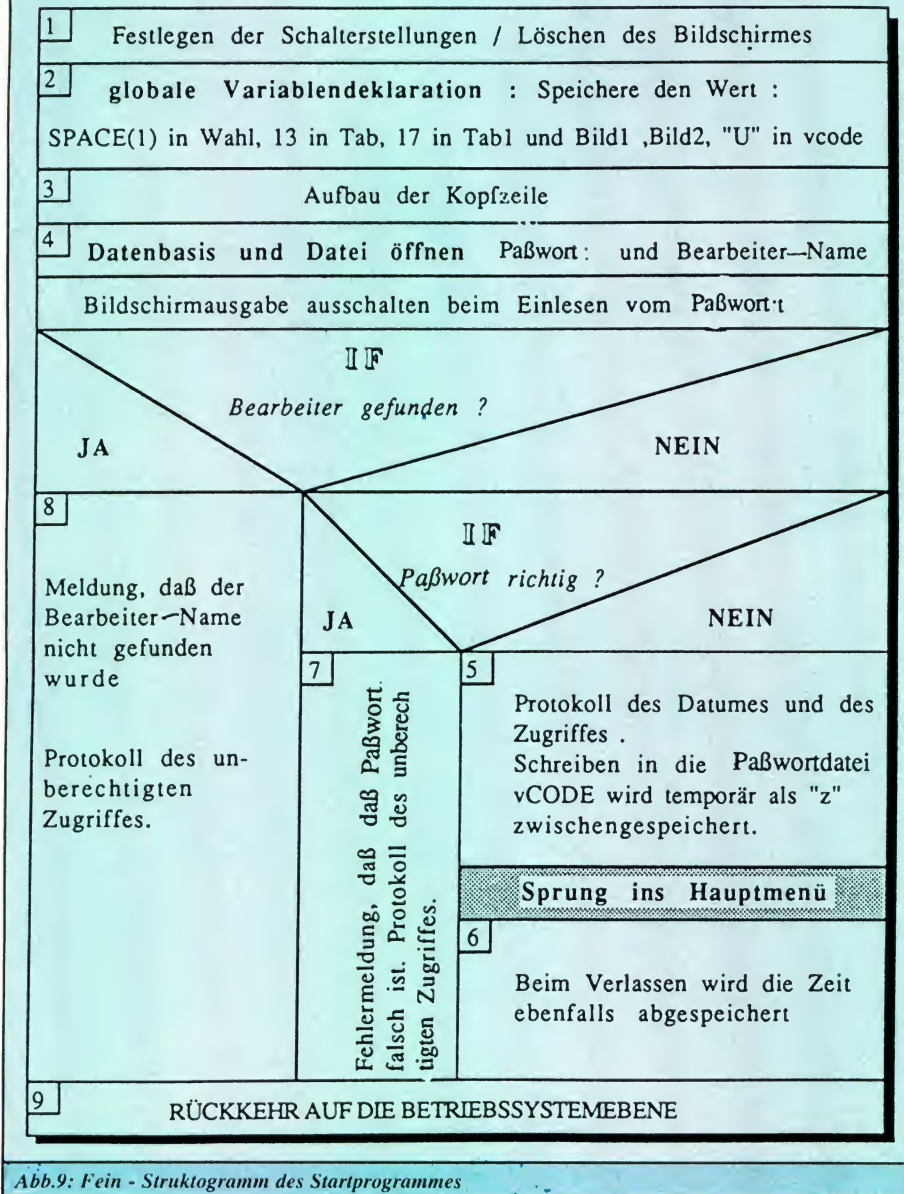 1
Festlegen der Schalterstellungen / Löschen des Bildschirmes
2
globale Variablendeklaration : Speichere den Wert :
SPACE(1) in Wahl, 13 in Tab, 17 in Tab1 und Bild1 ,Bild2, "U" in vcode
3
Aufbau der Kopfzeile
4
Datenbasis und Datei öffnen Paßwort: und Bearbeiter—Name
Bildschirmausgabe ausschalten beim Einlesen vom Paßwort t
IF
Bearbeiter gefunden ?
JA
NEIN
8
Meldung, daß der
Bearbeiter—Name
nicht gefunden
wurde
Protokoll des un-
berechtigten
Zugriffes.
IF
Paßwort richtig ?
JA
NEIN
7
Fehlermeldung, daß daß Paßwort
falsch ist. Protokoll des unberech
tigten Zugriffes.
5
Protokoll des Datumes und des
Zugriffes .
Schreiben in die Paßwortdatei
vCODE wird temporär als "z"
zwischengespeichert.
Sprung ins Hauptmenü
6
Beim Verlassen wird die Zeit
ebenfalls abgespeichert
9
RÜCKKEHR AUF DIE BETRIEBSSYSTEMEBENE
Abb.9: Fein - Struktogramm des Startprogrammes